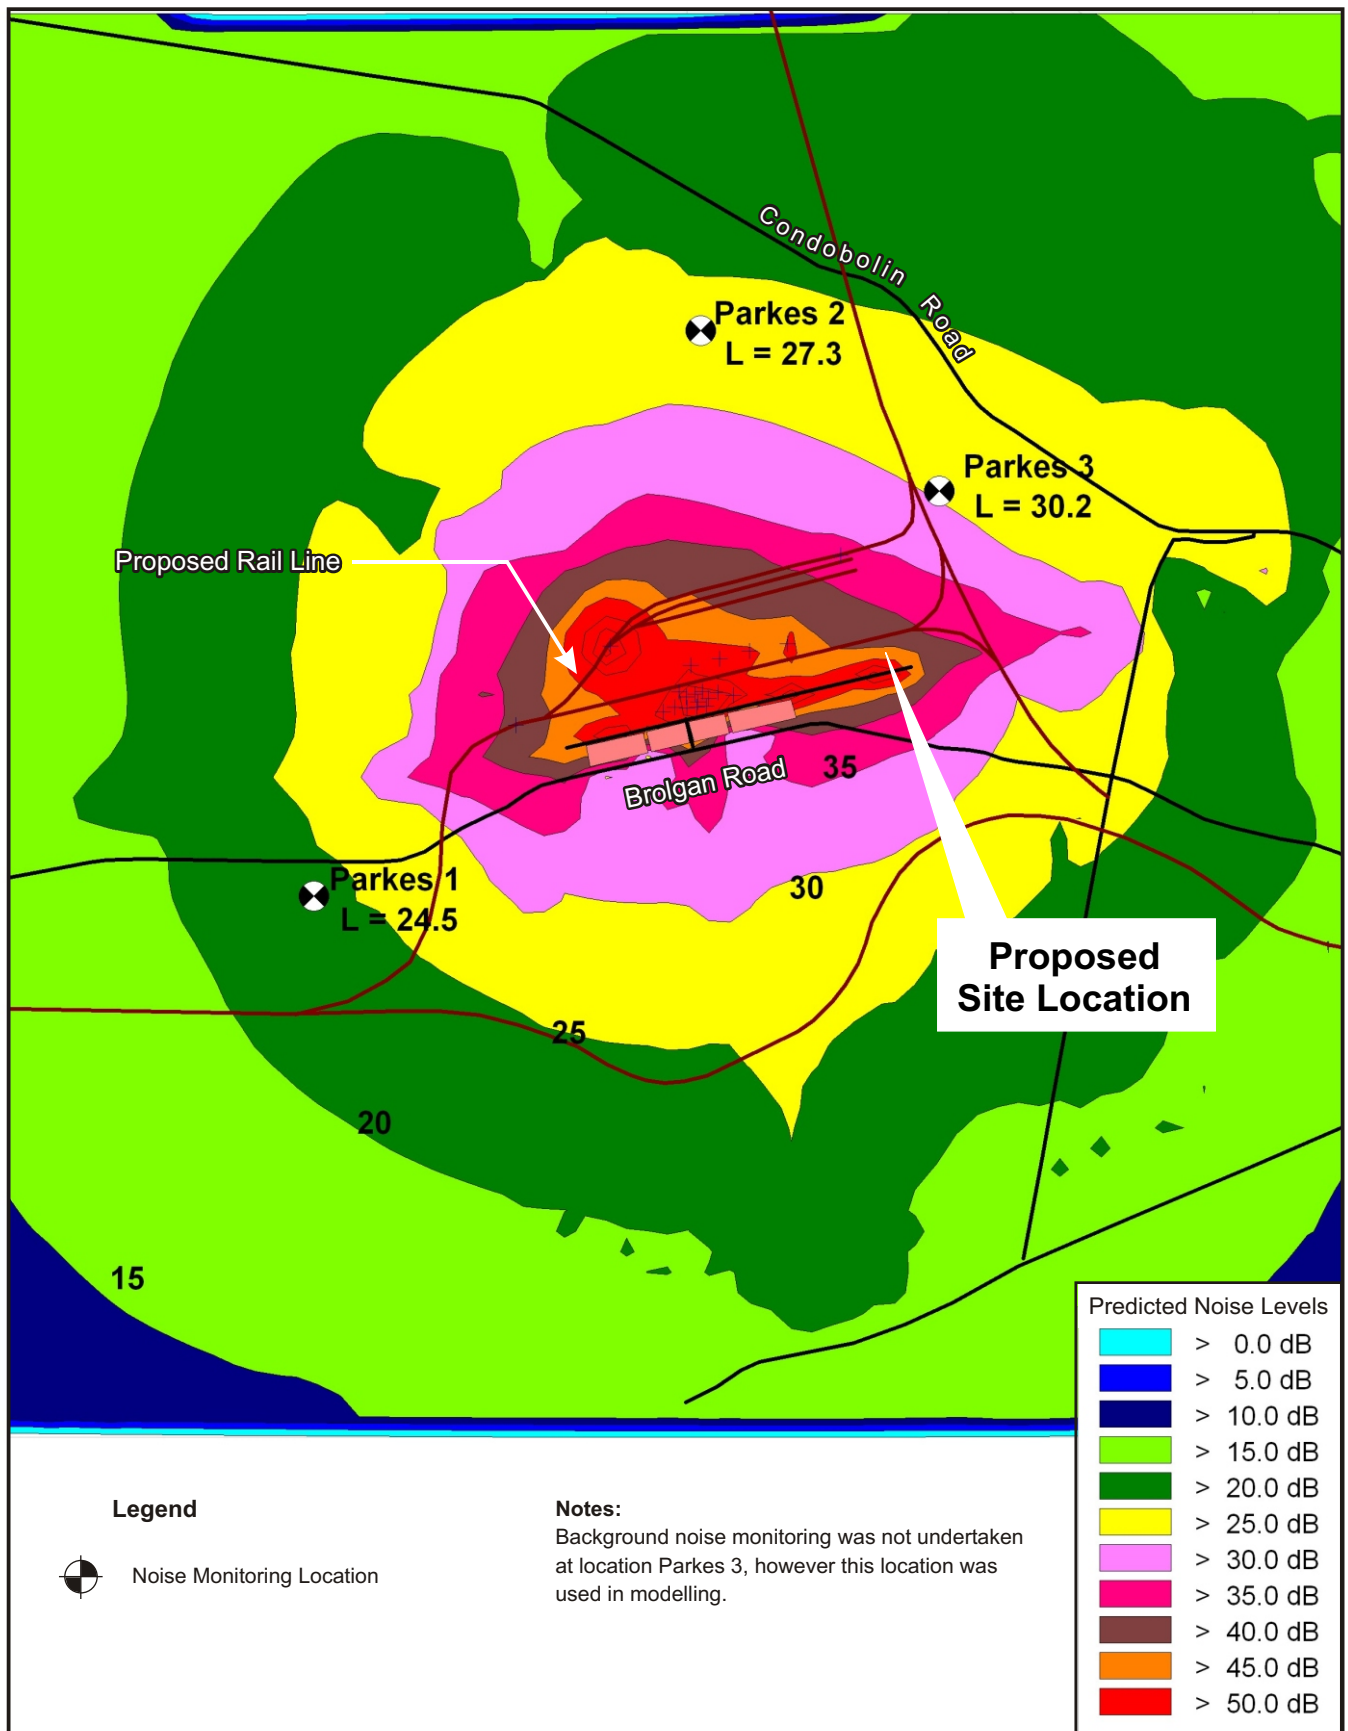 Condobolin Road
Parkes 2
L = 27.3
Parkes 3
L = 30.2
Proposed Rail Line
35
Brolgan Road
Parkes 1
L = 24.5
30
Proposed
Site Location
25
20
15
Predicted Noise Levels
> 0.0 dB
> 5.0 dB
> 10.0 dB
> 15.0 dB
> 20.0 dB
> 25.0 dB
> 30.0 dB
> 35.0 dB
> 40.0 dB
> 45.0 dB
> 50.0 dB
Legend
Noise Monitoring Location
Notes:
Background noise monitoring was not undertaken
at location Parkes 3, however this location was
used in modelling.